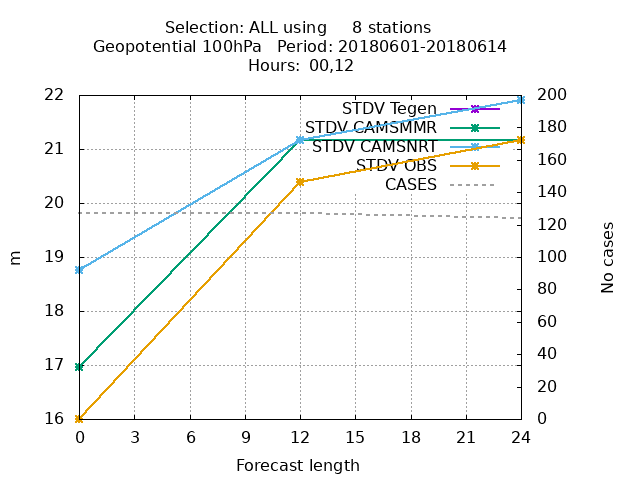 Selection: ALL using     8 stations
Geopotential 100hPa   Period: 20180601-20180614
Hours:  00,12
STDV Tegen
STDV CAMSMMR
STDV CAMSNRT
STDV OBS
CASES
22
21
20
19
18
17
16
m
200
180
160
140
120
100
80
60
40
20
0
No cases
0 3 6 9 12 15 18 21 24
Forecast length